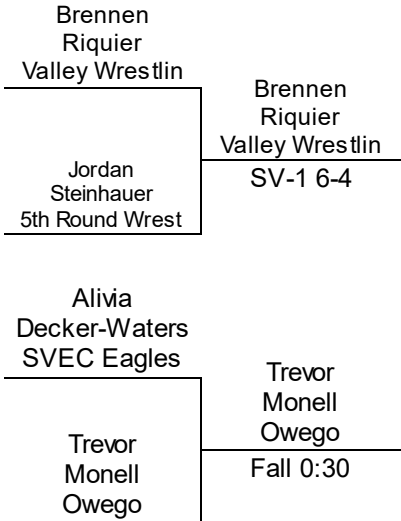 Brennen
Riquier
Valley Wrestlin
Jordan
Steinhauer
5th Round Wrest
Brennen
Riquier
Valley Wrestlin
SV-1 6-4
Alivia
Decker-Waters
SVEC Eagles
Trevor
Monell
Owego
Trevor
Monell
Owego
Fall 0:30